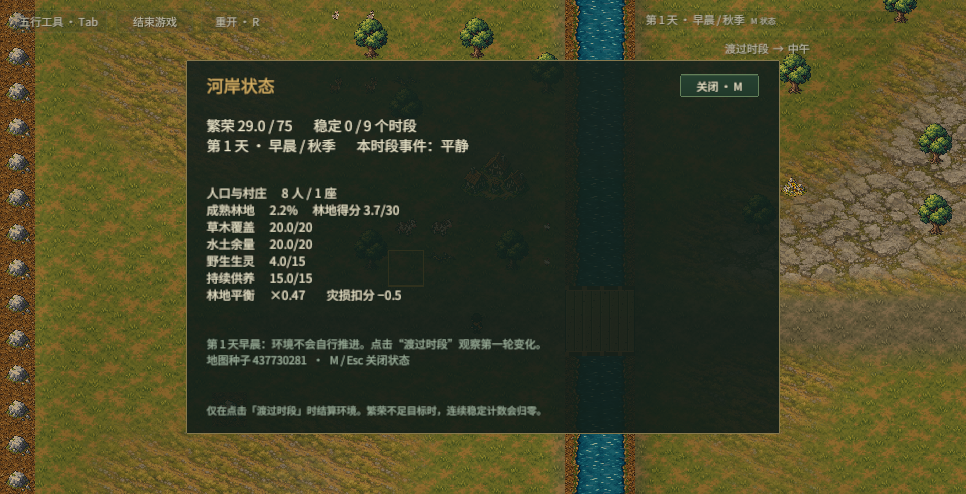 五行工具 · Tab
结束游戏
重开 · R
第1天 · 早晨/秋季 M 状态
渡过时段 → 中午
河岸状态
关闭 · M
繁荣 29.0 / 75 稳定 0 / 9 个时段
第 1 天 · 早晨 / 秋季 本时段事件：平静
人口与村庄 8 人 / 1 座
成熟林地 2.2% 林地得分 3.7/30
草木覆盖 20.0/20
水土余量 20.0/20
野生生灵 4.0/15
持续供养 15.0/15
林地平衡 ×0.47 灾损扣分 −0.5
第 1 天早晨：环境不会自行推进。点击“渡过时段”观察第一轮变化。
地图种子 437730281 · M / Esc 关闭状态
仅在点击「渡过时段」时结算环境。繁荣不足目标时，连续稳定计数会归零。